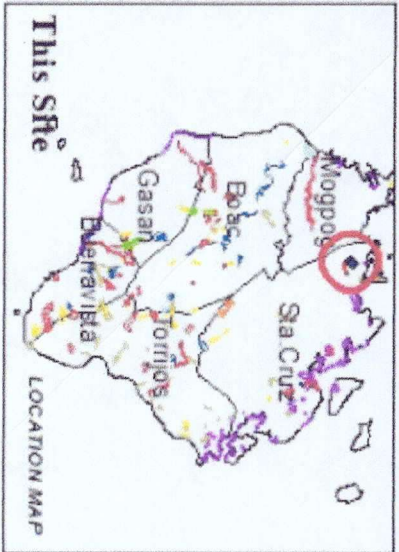 This Site
Mogpog
Boac
Sta.Cruz
Gasan
Torrijos
Buenavista
LOCATION MAP